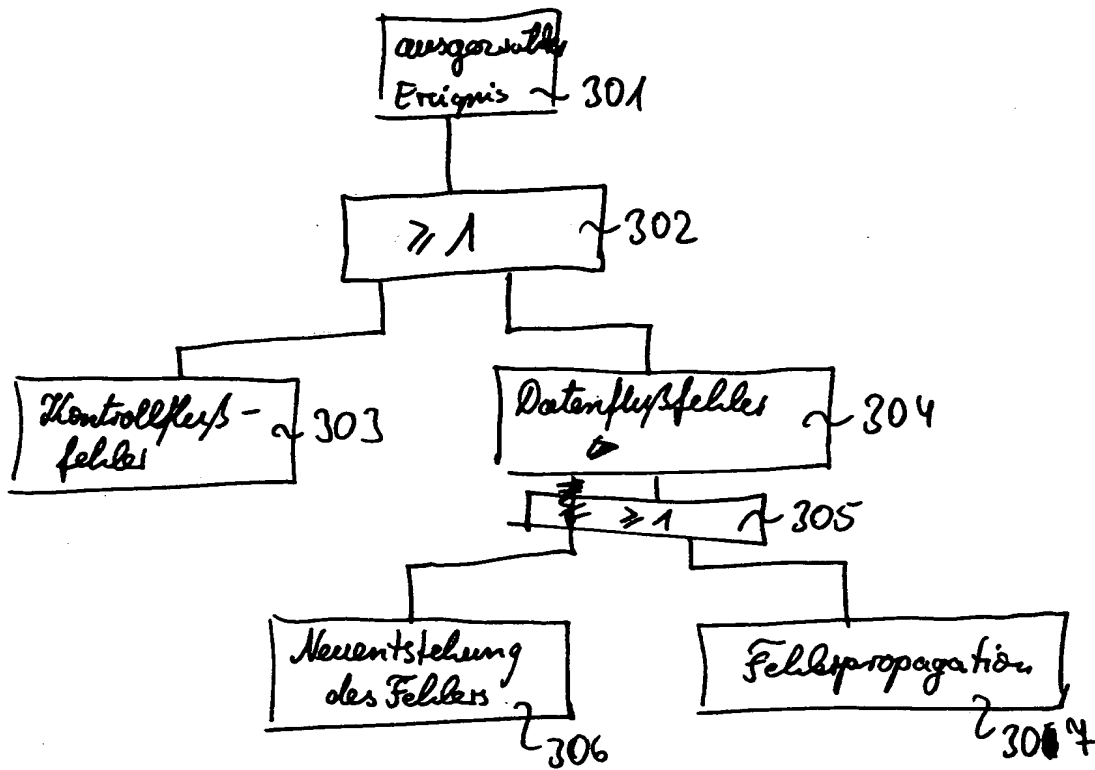 ausgewähltes
Ereignis 301
≥ 1 302
Kontrollfluß-
fehler 303
Datenflußfehler 304
≥ 1 305
Neuentstehung
des Fehlers
306
Fehlerpropagation
307